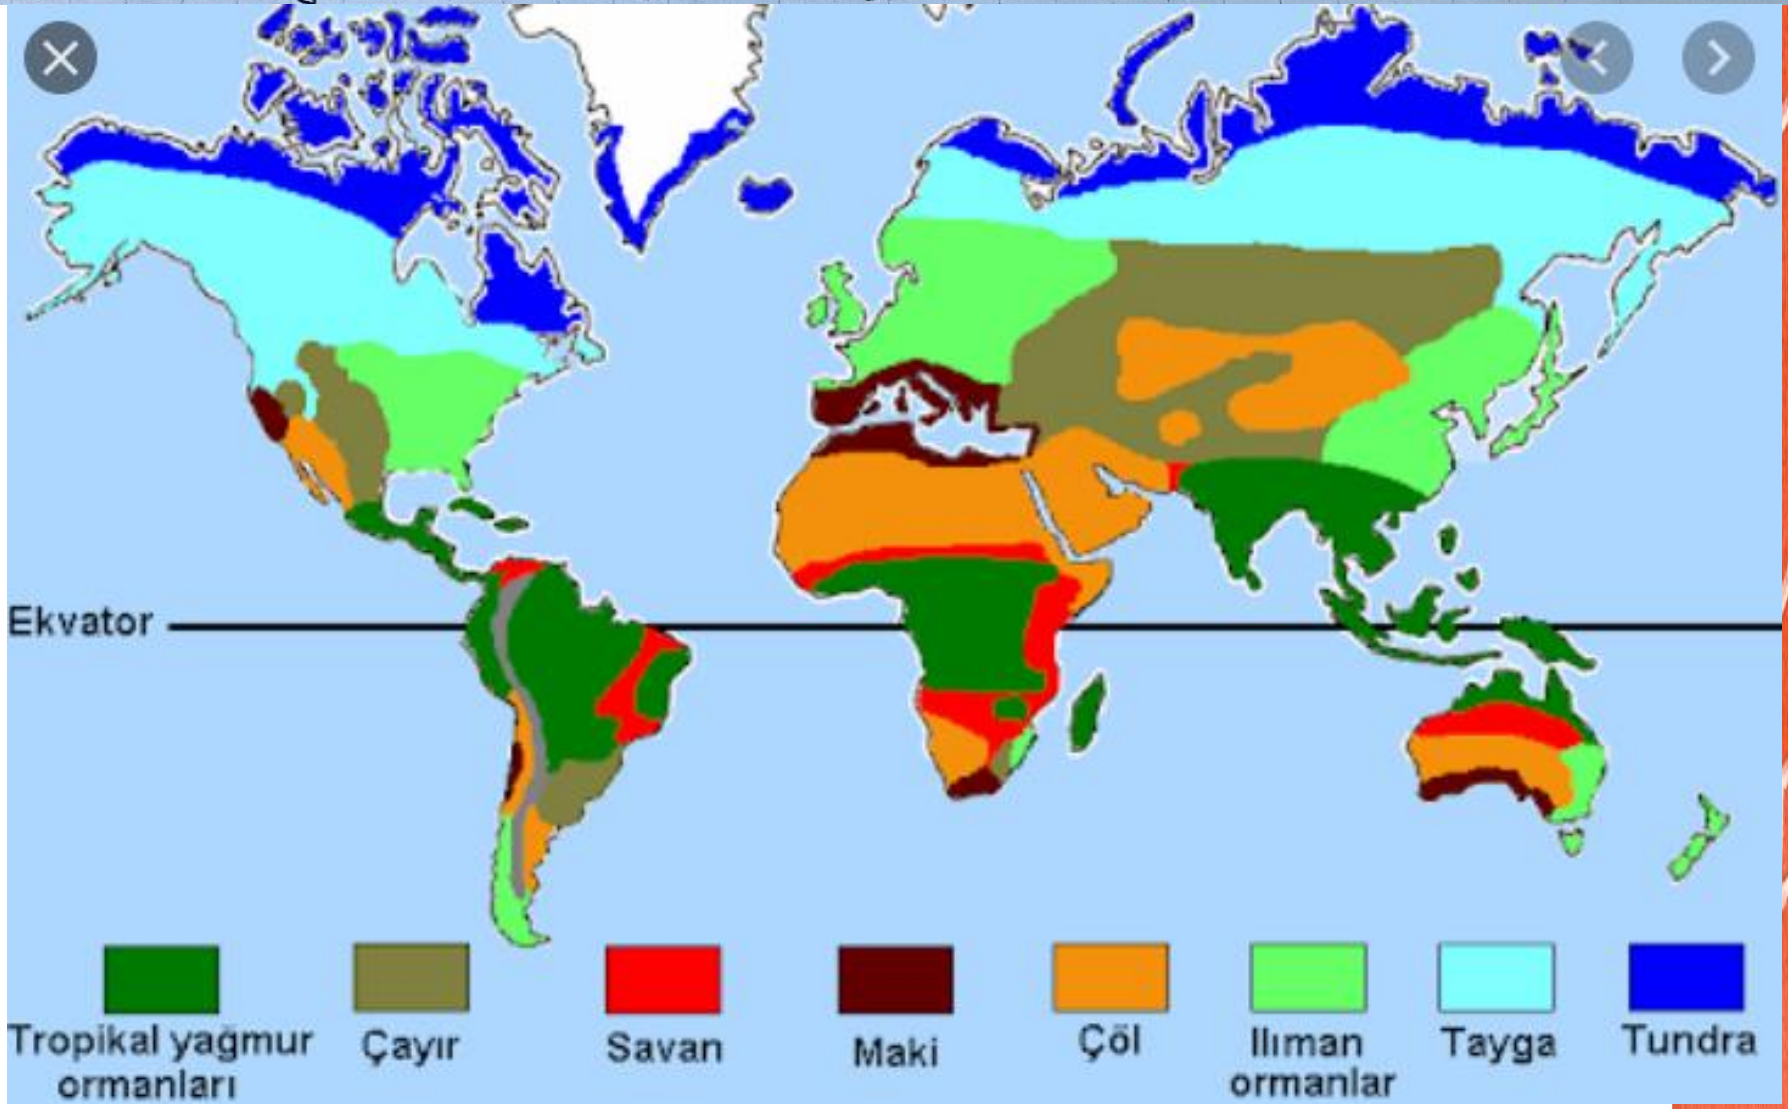 Ekvator
Tropikal yağmur
ormanları
Çayır
Savan
Maki
Çöl
Ilıman
ormanlar
Tayga
Tundra